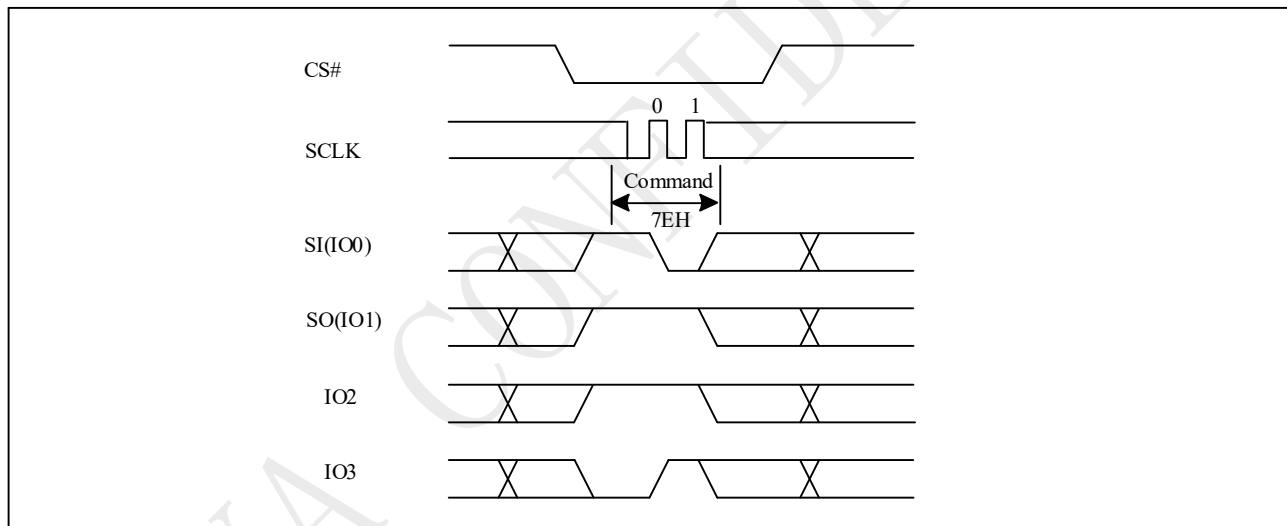 CS#
0 1
SCLK
Command
7EH
SI(IO0)
SO(IO1)
IO2
IO3